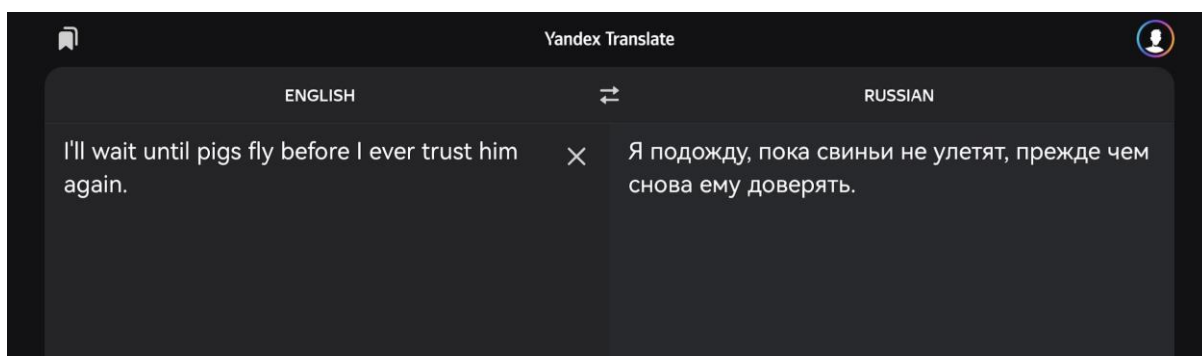 Yandex Translate
ENGLISH
RUSSIAN
I'll wait until pigs fly before I ever trust him
again.
Я подожду, пока свиньи не улетят, прежде чем
снова ему доверять.